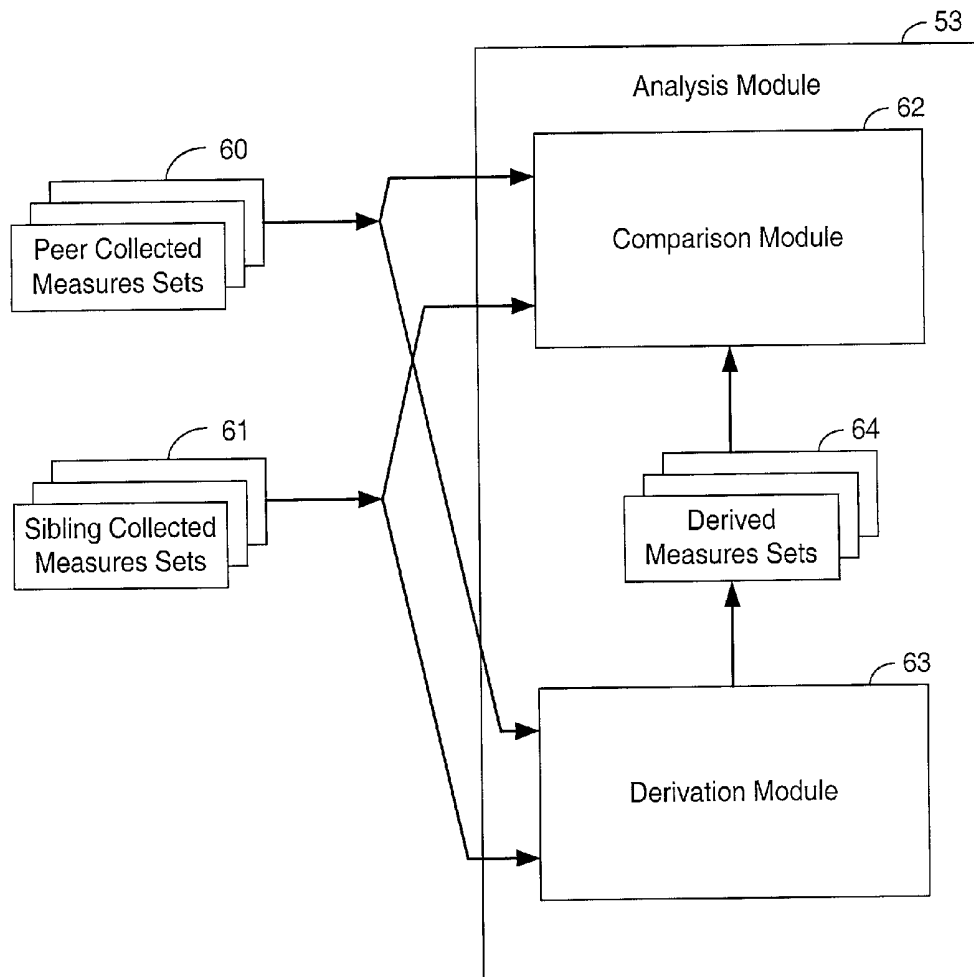 53
Analysis Module
62
60
Comparison Module
Peer Collected
Measures Sets
61
64
Sibling Collected
Measures Sets
Derived
Measures Sets
63
Derivation Module